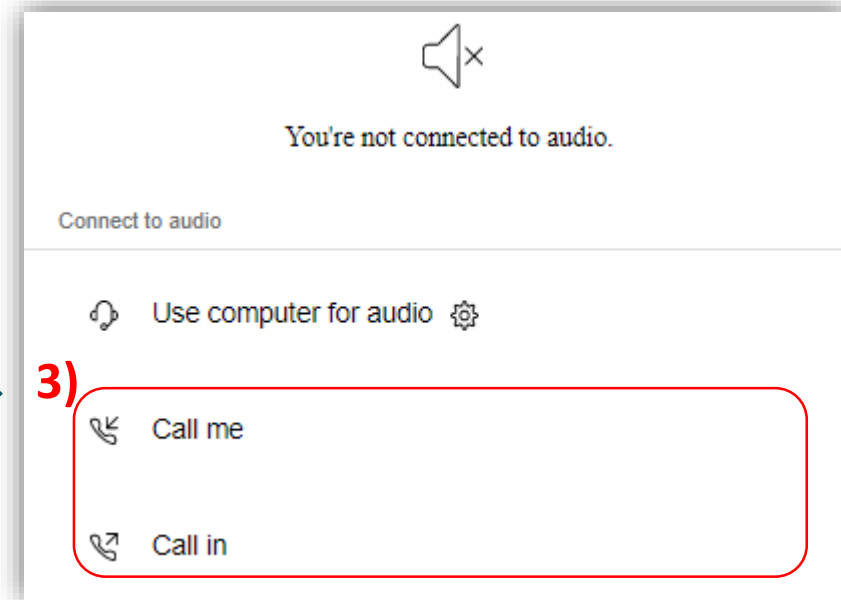 You're not connected to audio.
Connect to audio
Use computer for audio
3)
Call me
Call in